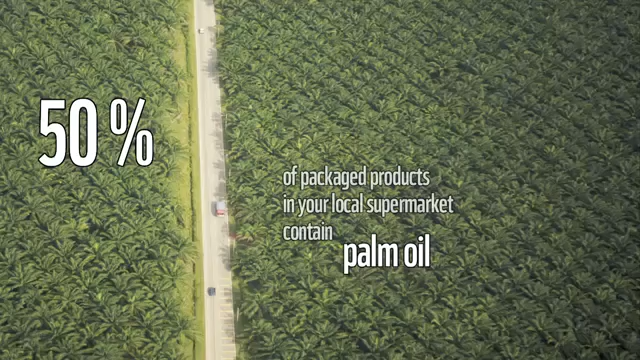 50 %
of packaged products
in your local supermarket
contain
palm oil